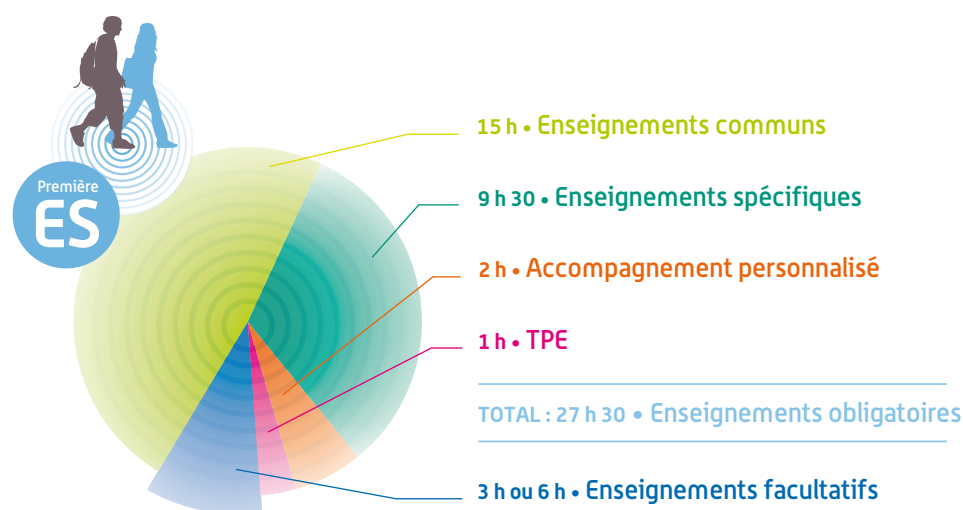 Première
ES
15 h • Enseignements communs
9 h 30 • Enseignements spécifiques
2 h • Accompagnement personnalisé
1 h • TPE
TOTAL : 27 h 30 • Enseignements obligatoires
3 h ou 6 h • Enseignements facultatifs